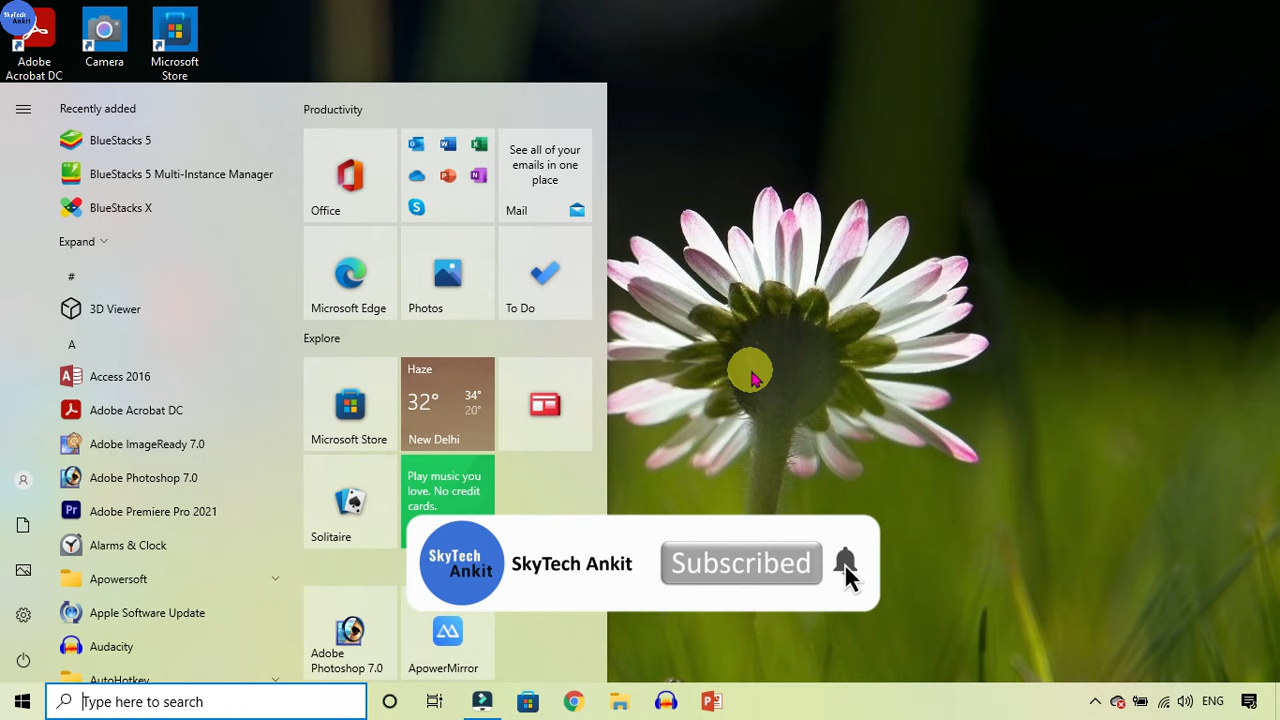 SkyTech
Ankit
Adobe
Acrobat DC
Camera
Microsoft
Store
Recently added
BlueStacks 5
BlueStacks 5 Multi-Instance Manager
BlueStacks X
Expand
#
3D Viewer
A
Access 2016
Adobe Acrobat DC
Adobe ImageReady 7.0
Adobe Photoshop 7.0
Adobe Premiere Pro 2021
Alarms & Clock
Apowersoft
Apple Software Update
Audacity
AutoHotkey
Productivity
Office
See all of your
emails in one
place
Mail
Microsoft Edge
Photos
To Do
Explore
Microsoft Store
Haze
32°
34°
20°
New Delhi
Solitaire
Play music you
love. No credit
cards.
Adobe
Photoshop 7.0
ApowerMirror
SkyTech
Ankit
SkyTech Ankit
Subscribed
Type here to search
ENG